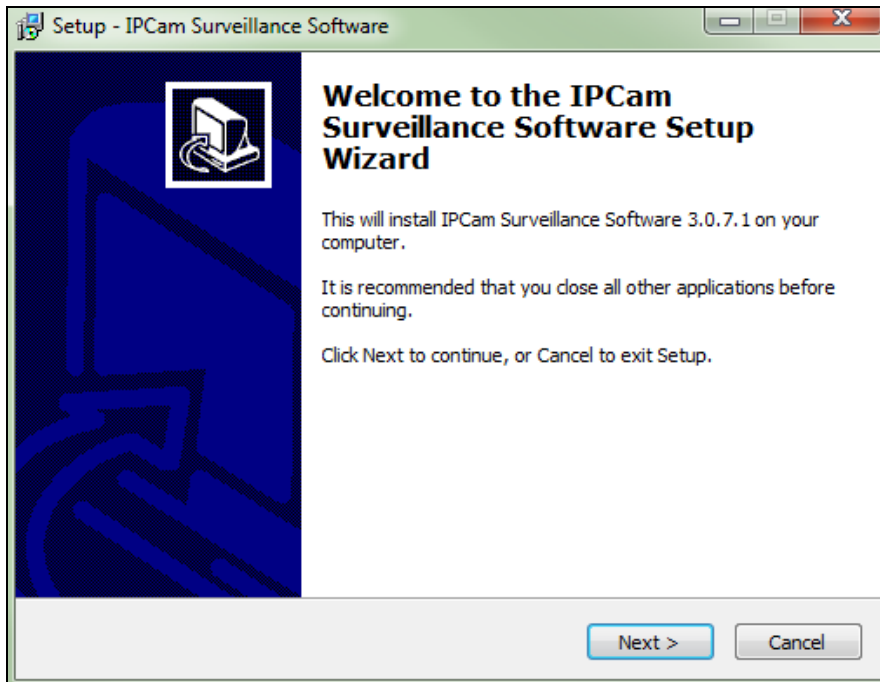 Setup - IPCam Surveillance Software
Welcome to the IPCam
Surveillance Software Setup
Wizard
This will install IPCam Surveillance Software 3.0.7.1 on your
computer.
It is recommended that you close all other applications before
continuing.
Click Next to continue, or Cancel to exit Setup.
Next >
Cancel